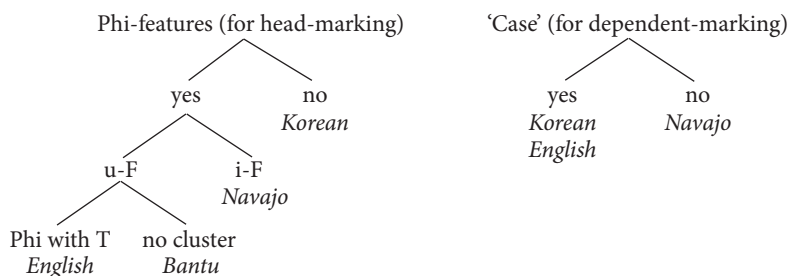 Phi-features (for head-marking) ‘Case’ (for dependent-marking)
yes no yes no
Korean Korean Navajo
English
u-F i-F
Navajo
Phi with T no cluster
English Bantu